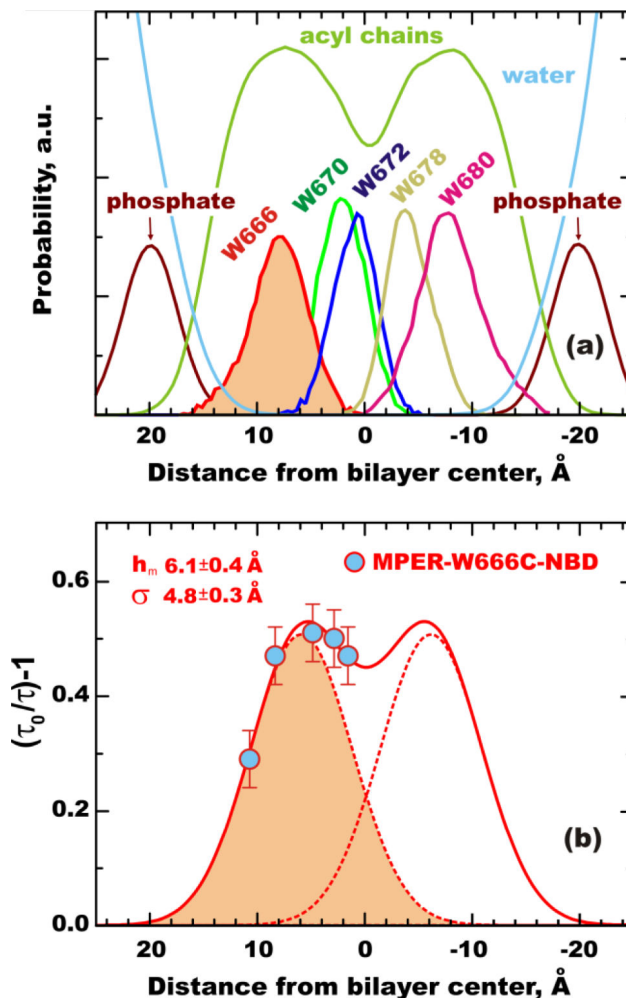 acyl chains
water
phosphate
phosphate
W666
W670
W672
W678
W680
Probability, a.u.
(a)
20 10 0 -10 -20
Distance from bilayer center, Å
hₘ 6.1±0.4 Å
σ 4.8±0.3 Å
MPER-W666C-NBD
(τ₀/τ)-1
0.6
0.4
0.2
0.0
(b)
20 10 0 -10 -20
Distance from bilayer center, Å